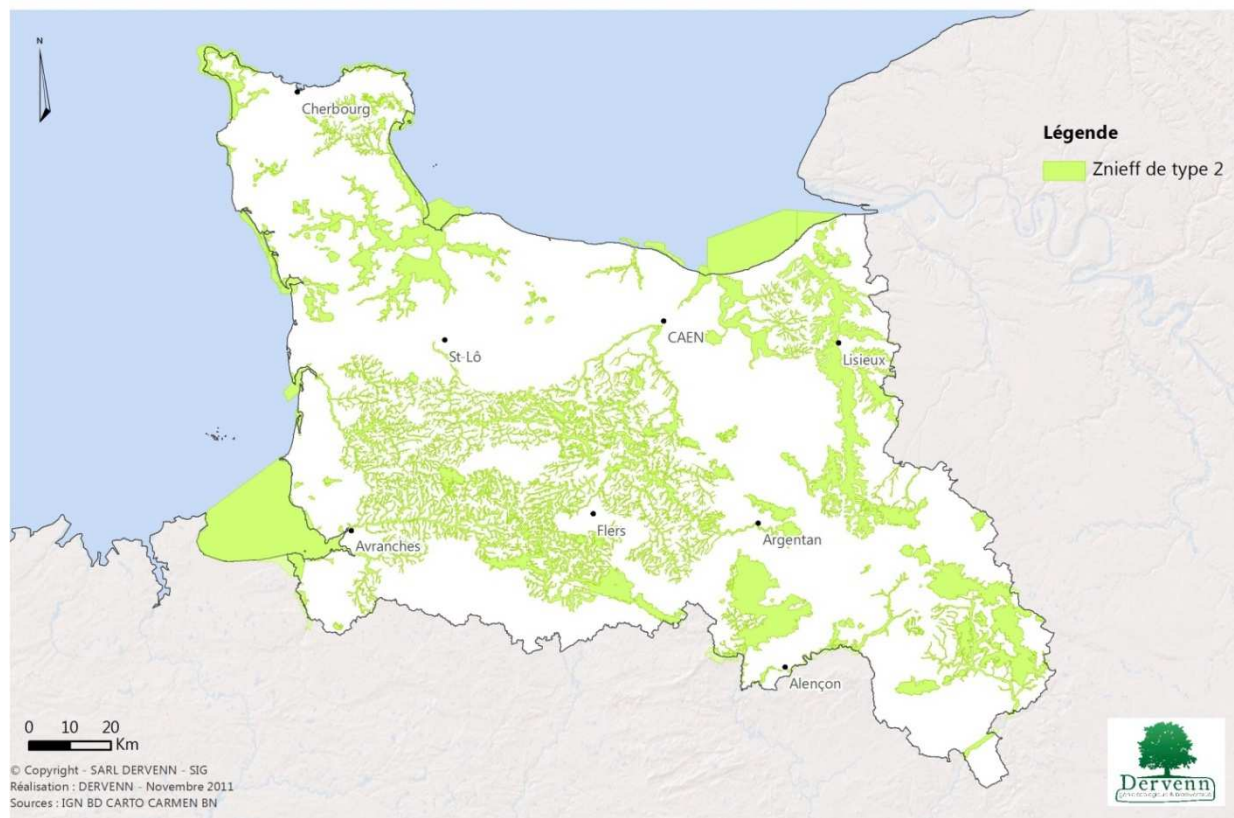 N
Cherbourg
Légende
Znieff de type 2
CAEN
St-Lô
Lisieux
Flers
Argentan
Avranches
Alençon
0 10 20
Km
© Copyright - SARL DERVENN - SIG
Réalisation : DERVENN - Novembre 2011
Sources : IGN BD CARTO CARMEN BN
Dervenn